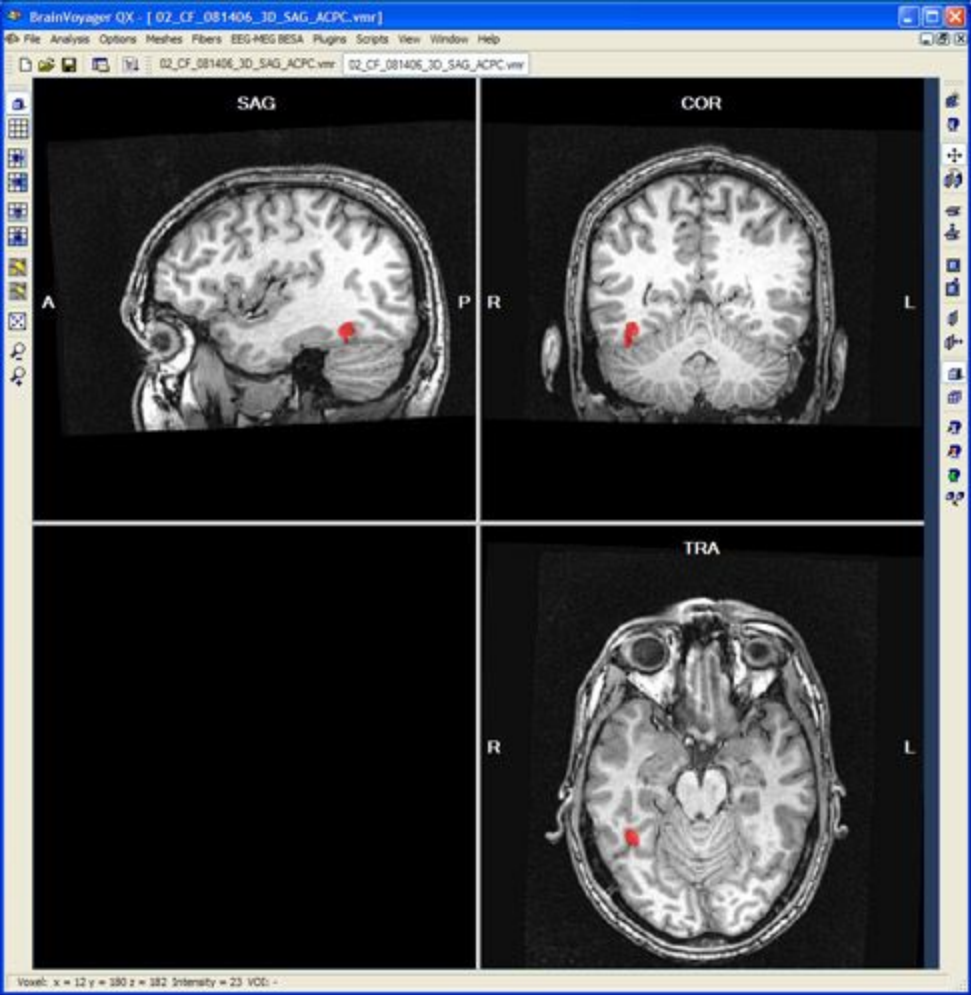 BrainVoyager QX - [ 02_CF_081406_3D_SAG_ACPC.vmr]
File Analysis Options Meshes Fibers EEG-MEG BESA Plugins Scripts View Window Help
02_CF_081406_3D_SAG_ACPC.vmr 02_CF_081406_3D_SAG_ACPC.vmr
SAG COR
A P R L
TRA
R L
Voxel: x = 12 y = 180 z = 182 Intensity = 23 VOI: -